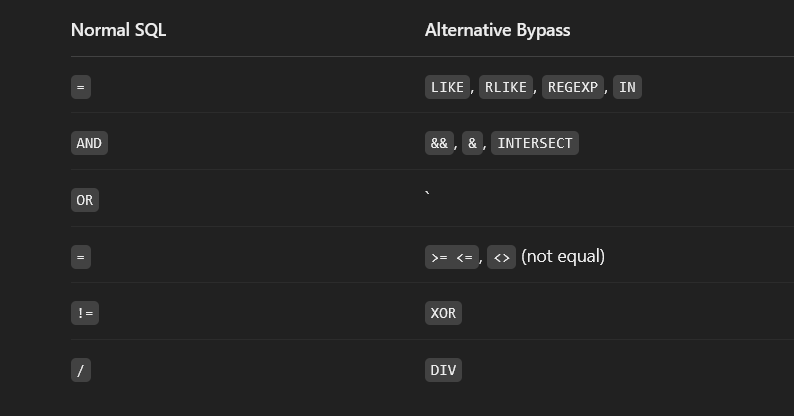 Normal SQL Alternative Bypass
= LIKE, RLIKE, REGEXP, IN
AND &&, &, INTERSECT
OR `
= >= <=, <> (not equal)
!= XOR
/ DIV